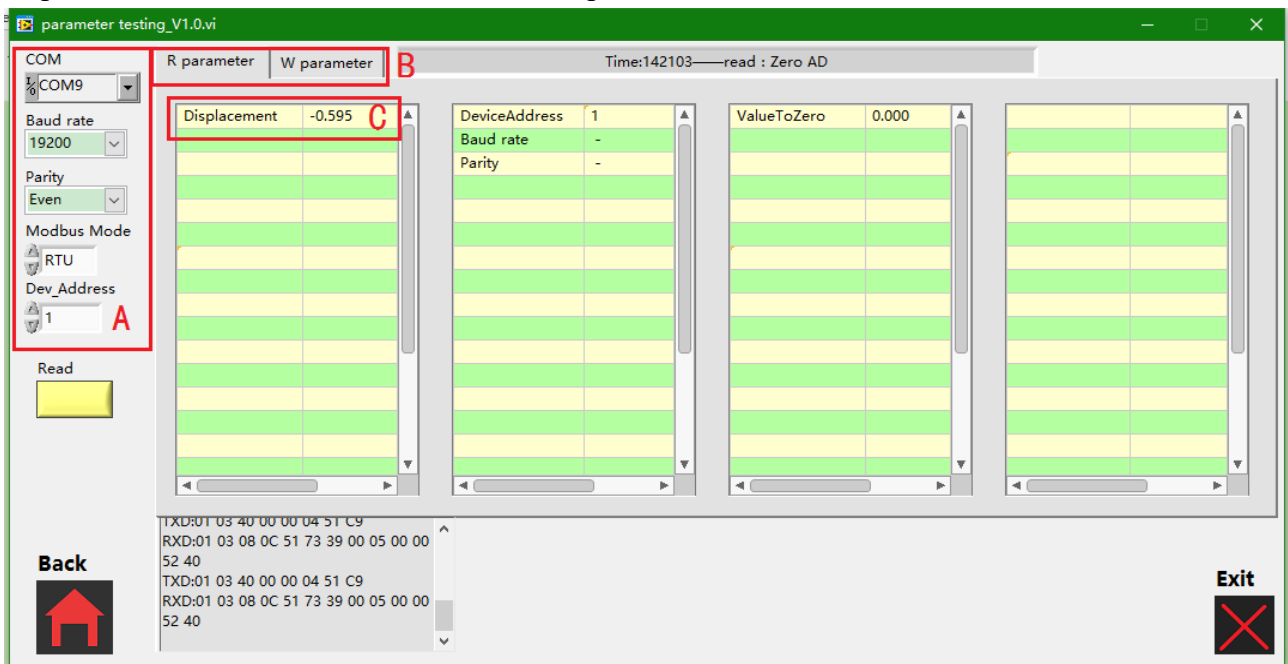 parameter testing_V1.0.vi
COM
COM9
Baud rate
19200
Parity
Even
Modbus Mode
RTU
Dev_Address
1
A
Read
R parameter W parameter B
Time:142103——read : Zero AD
Displacement -0.595 C
DeviceAddress 1
Baud rate -
Parity -
ValueToZero 0.000
TXD:01 03 40 00 00 04 51 C9
RXD:01 03 08 0C 51 73 39 00 05 00 00
52 40
TXD:01 03 40 00 00 04 51 C9
RXD:01 03 08 0C 51 73 39 00 05 00 00
52 40
Back
Exit